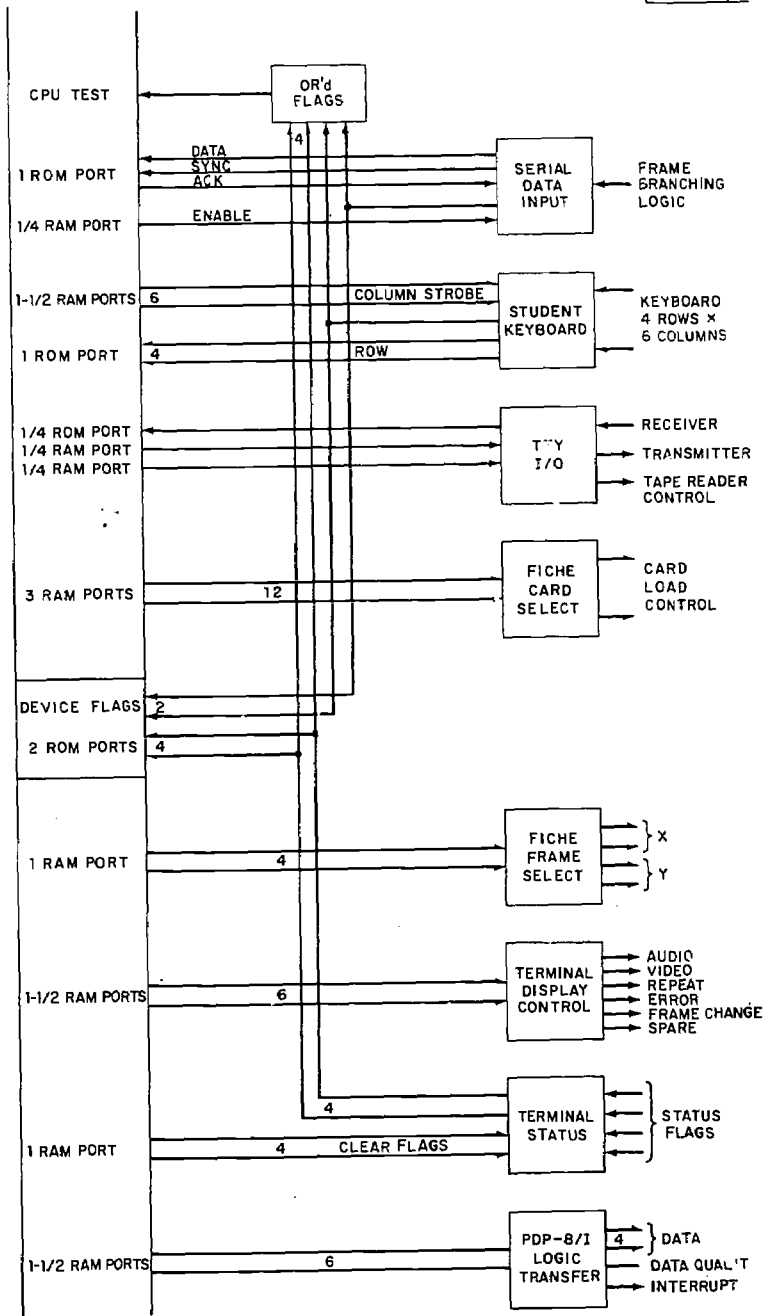 OR'd
FLAGS
CPU TEST
4
DATA
SYNC
ACK
1 ROM PORT
SERIAL
DATA
INPUT
FRAME
BRANCHING
LOGIC
1/4 RAM PORT
ENABLE
1-1/2 RAM PORTS
6
COLUMN STROBE
STUDENT
KEYBOARD
KEYBOARD
4 ROWS X
6 COLUMNS
1 ROM PORT
4
ROW
1/4 ROM PORT
1/4 RAM PORT
1/4 RAM PORT
I/O
RECEIVER
TRANSMITTER
TAPE READER
CONTROL
3 RAM PORTS
12
FICHE
CARD
SELECT
CARD
LOAD
CONTROL
DEVICE FLAGS
2
2 ROM PORTS
4
1 RAM PORT
4
FICHE
FRAME
SELECT
X
Y
1-1/2 RAM PORTS
6
TERMINAL
DISPLAY
CONTROL
AUDIO
VIDEO
REPEAT
ERROR
FRAME CHANGE
SPARE
4
TERMINAL
STATUS
STATUS
FLAGS
1 RAM PORT
4
CLEAR FLAGS
1-1/2 RAM PORTS
6
PDP-8/I
LOGIC
TRANSFER
4
DATA
DATA QUAL'T
INTERRUPT